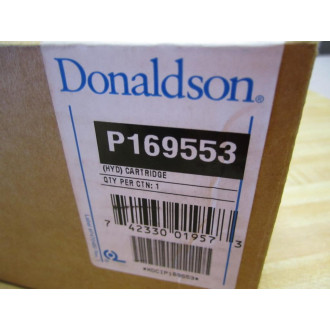 Donaldson®
P169553
(HYD) CARTRIDGE
QTY PER CTN: 1
7 42330 01957 3